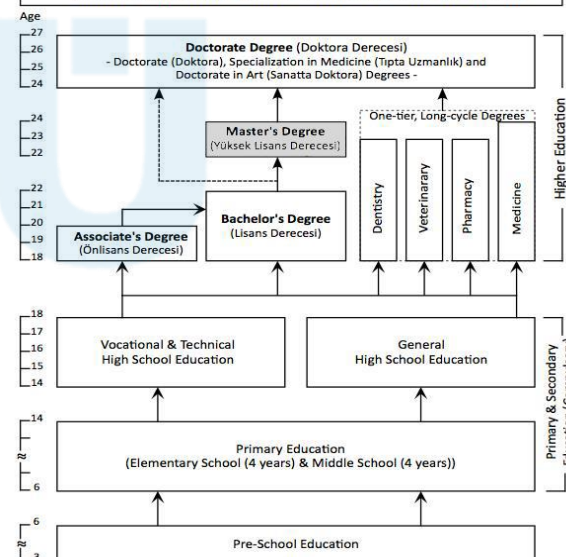 Age
27
26
25
24
Doctorate Degree (Doktora Derecesi)
- Doctorate (Doktora), Specialization in Medicine (Tıpta Uzmanlık) and
Doctorate in Art (Sanatta Doktora) Degrees -
24
23
22
Master's Degree
(Yüksek Lisans Derecesi)
One-tier, Long-cycle Degrees
Dentistry
Veterinarary
Pharmacy
Medicine
Higher Education
22
21
20
19
18
Bachelor's Degree
(Lisans Derecesi)
Associate's Degree
(Önlisans Derecesi)
18
17
16
15
14
Vocational & Technical
High School Education
General
High School Education
Primary & Secondary
14
≈
6
Primary Education
(Elementary School (4 years) & Middle School (4 years))
6
≈
3
Pre-School Education